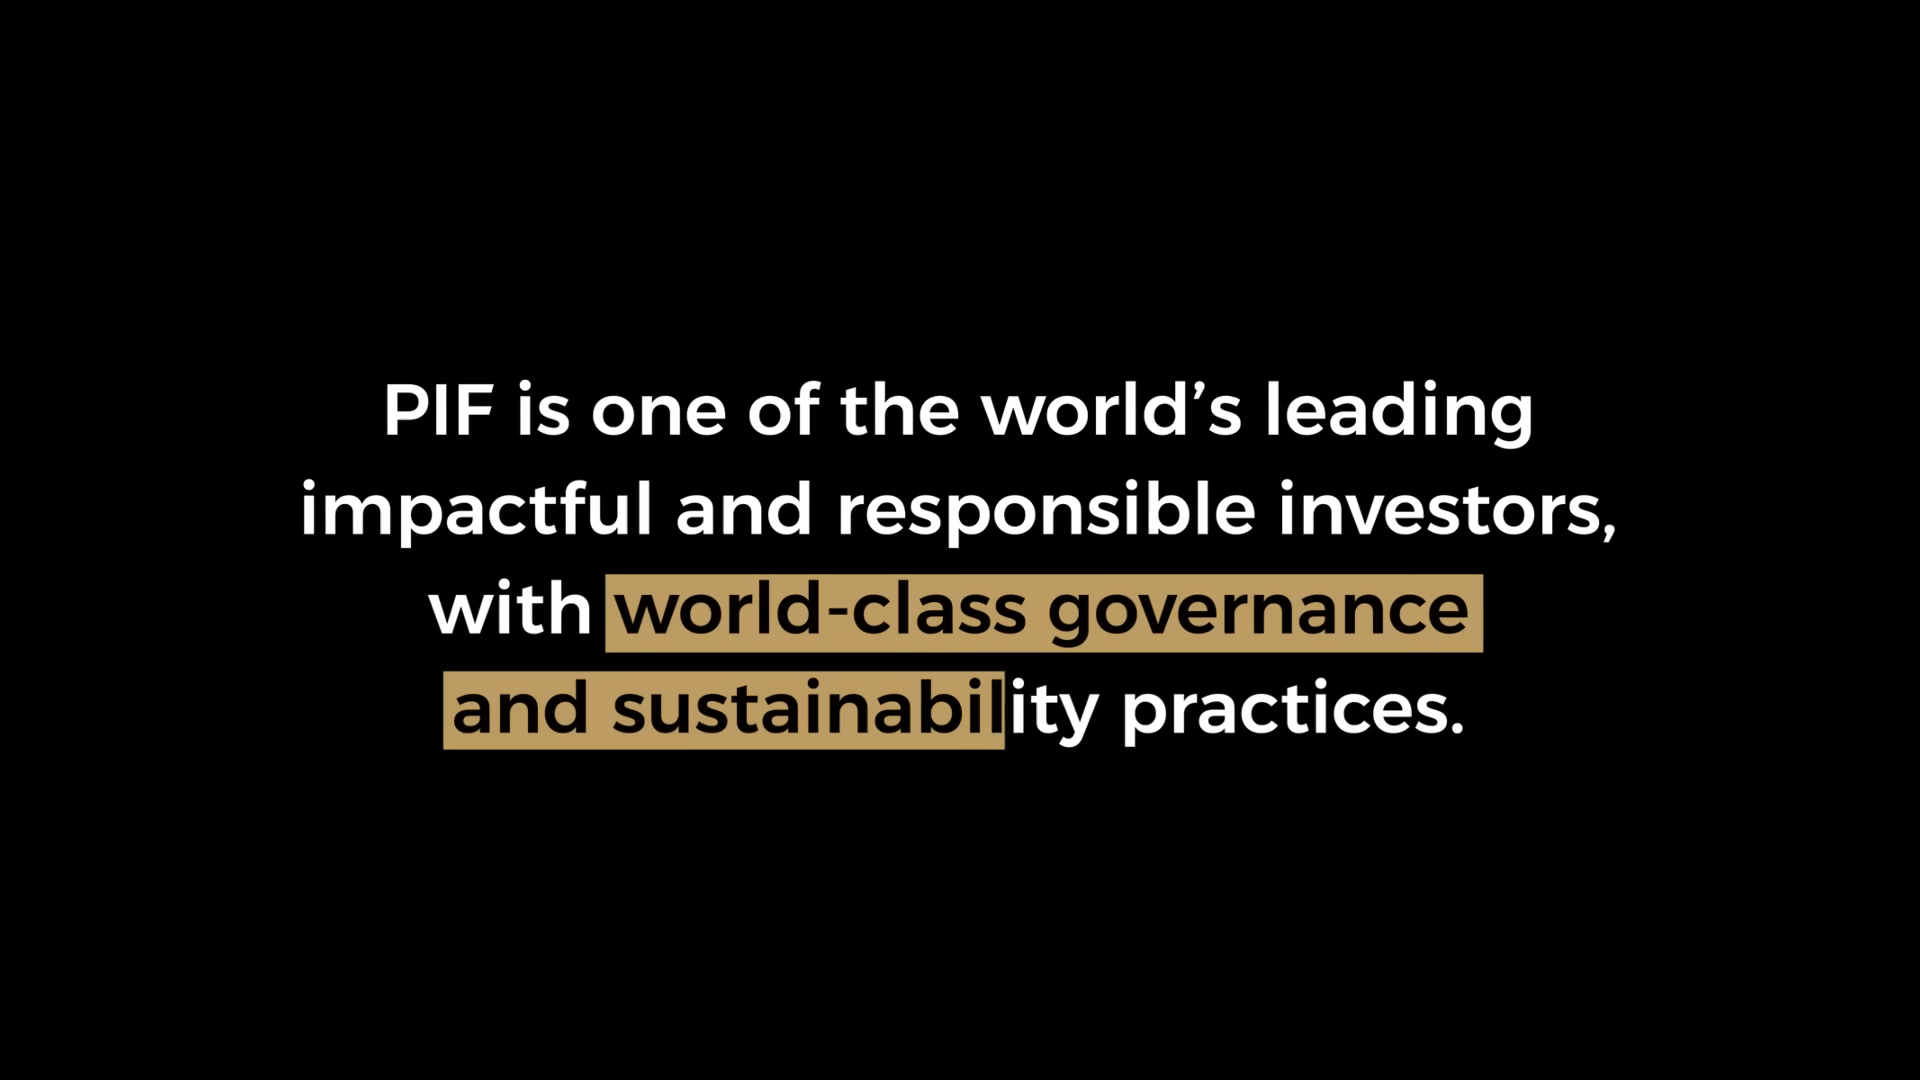 PIF is one of the world’s leading
impactful and responsible investors,
with world-class governance
and sustainability practices.